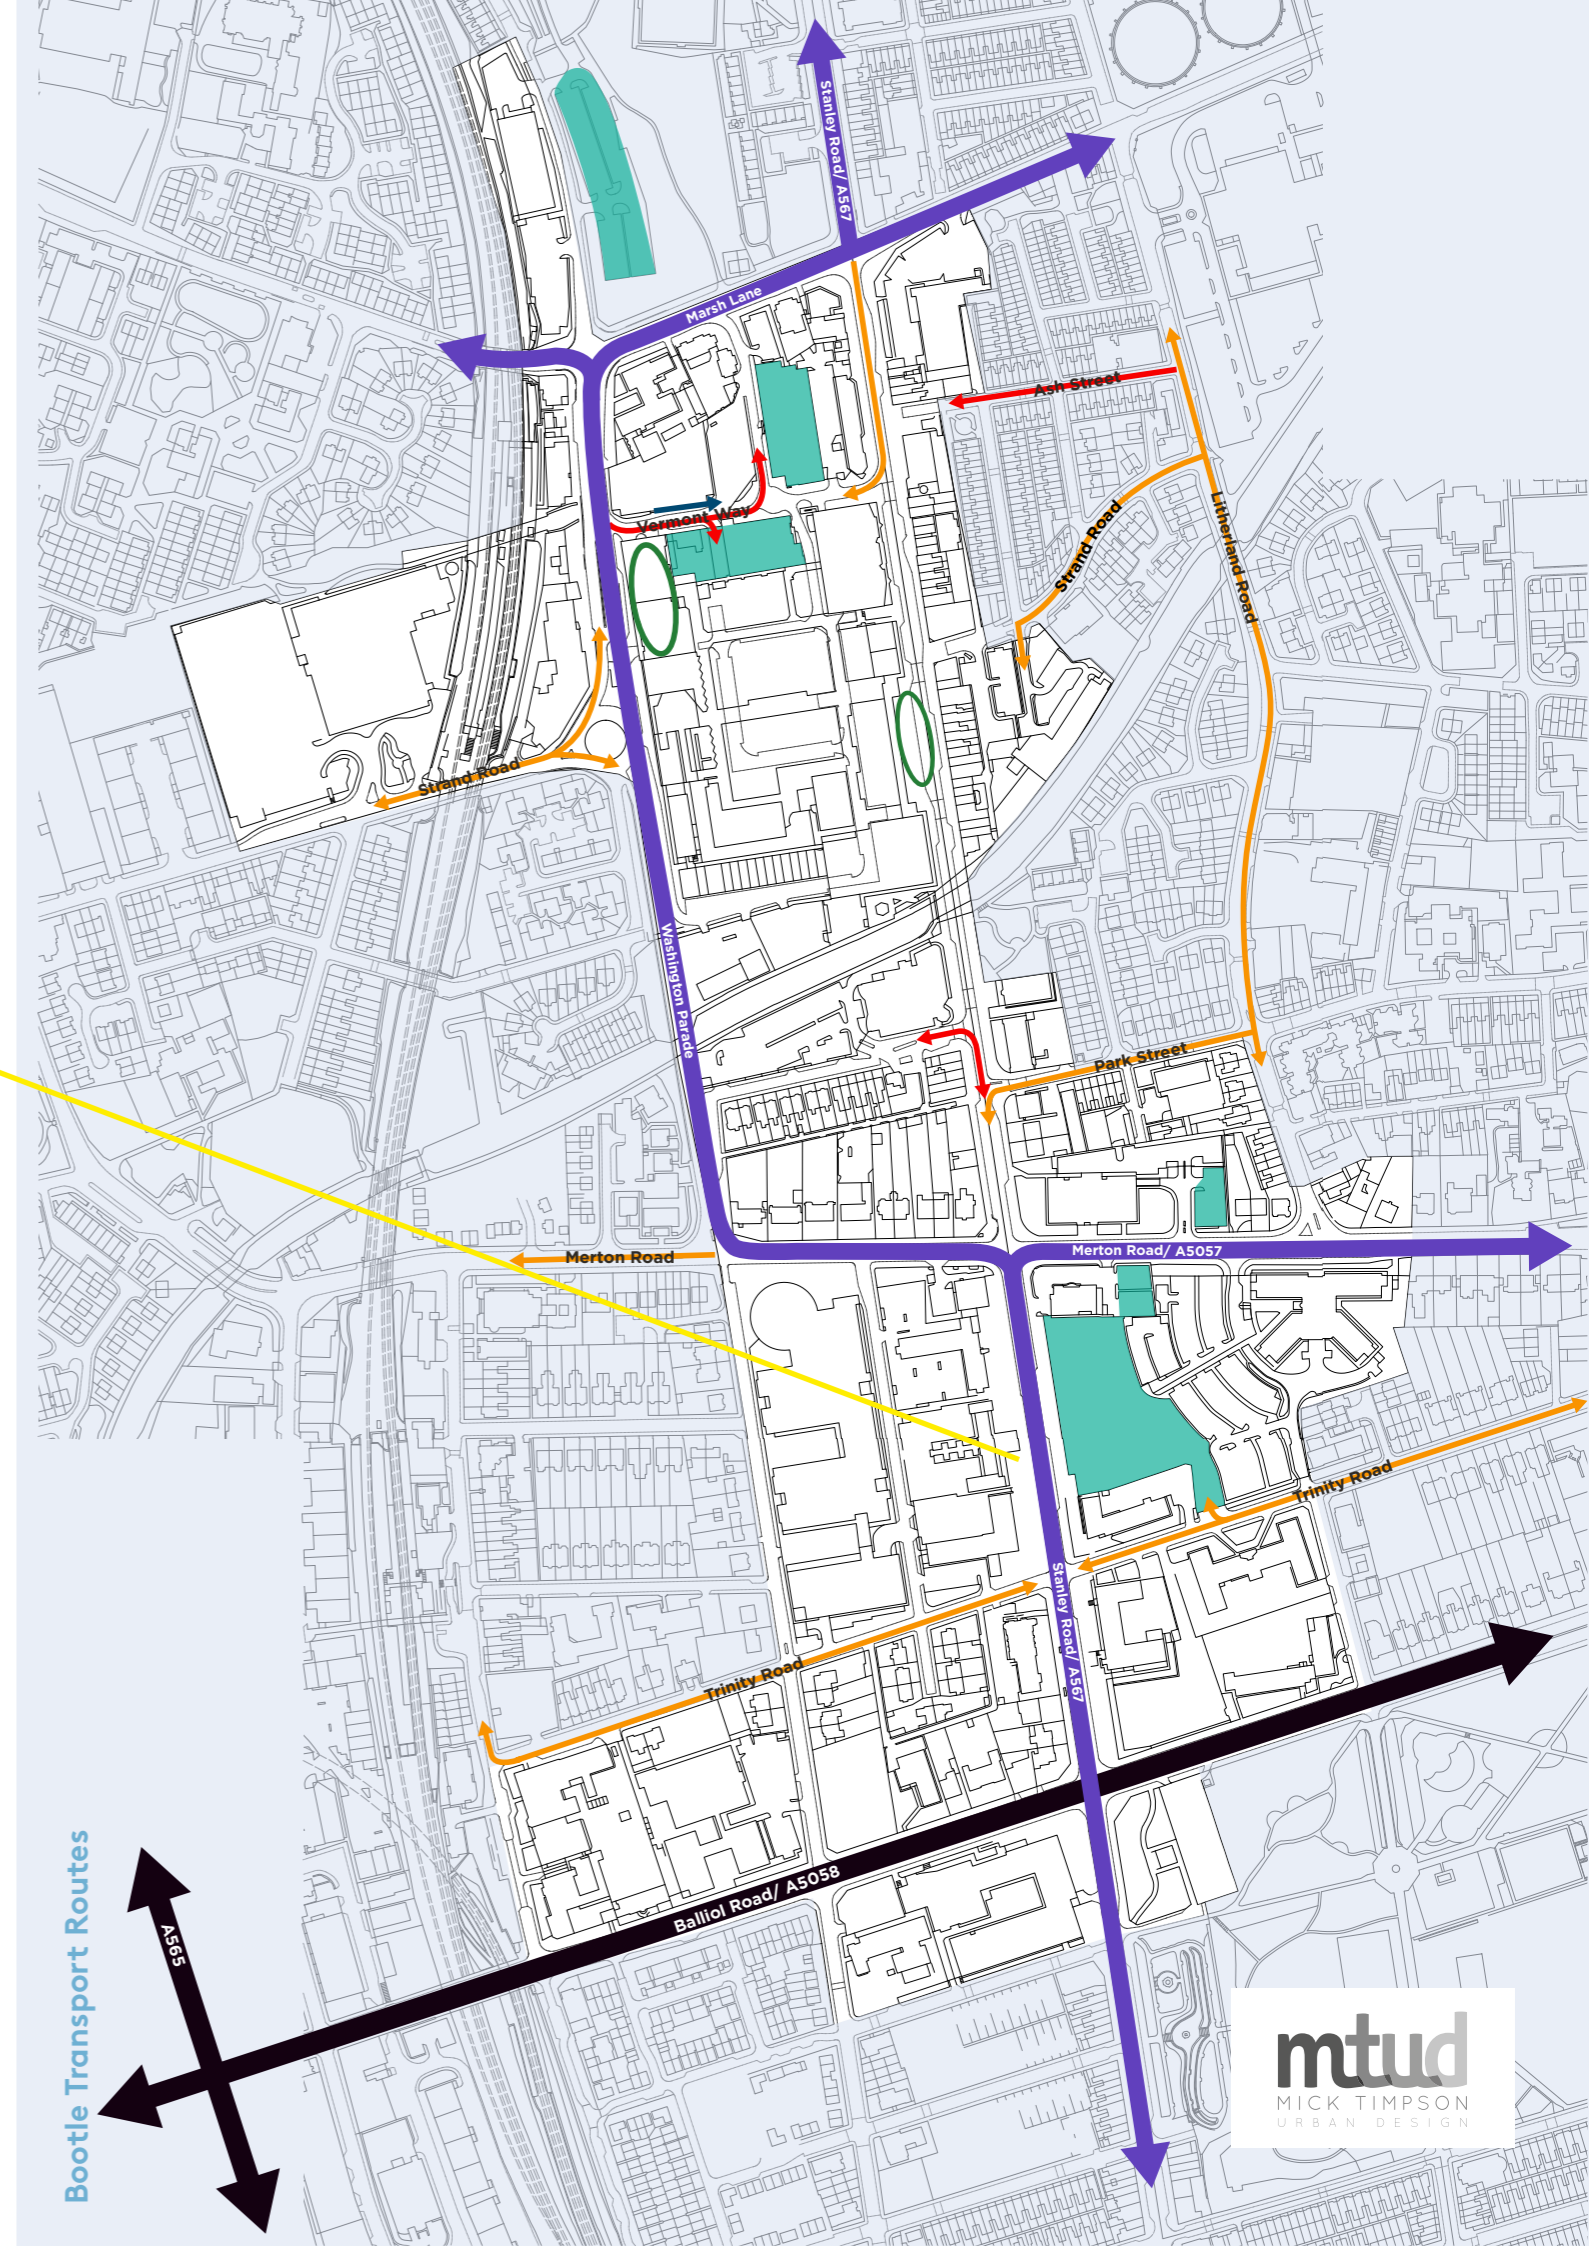 Stanley Road/ A567
Marsh Lane
Ash Street
Vermont Way
Strand Road
Litherland Road
Strand Road
Washington Parade
Park Street
Merton Road/ A5057
Merton Road
Trinity Road
Stanley Road/ A567
Trinity Road
Balliol Road/ A5058
A565
Bootle Transport Routes
mtud
MICK TIMPSON
URBAN DESIGN